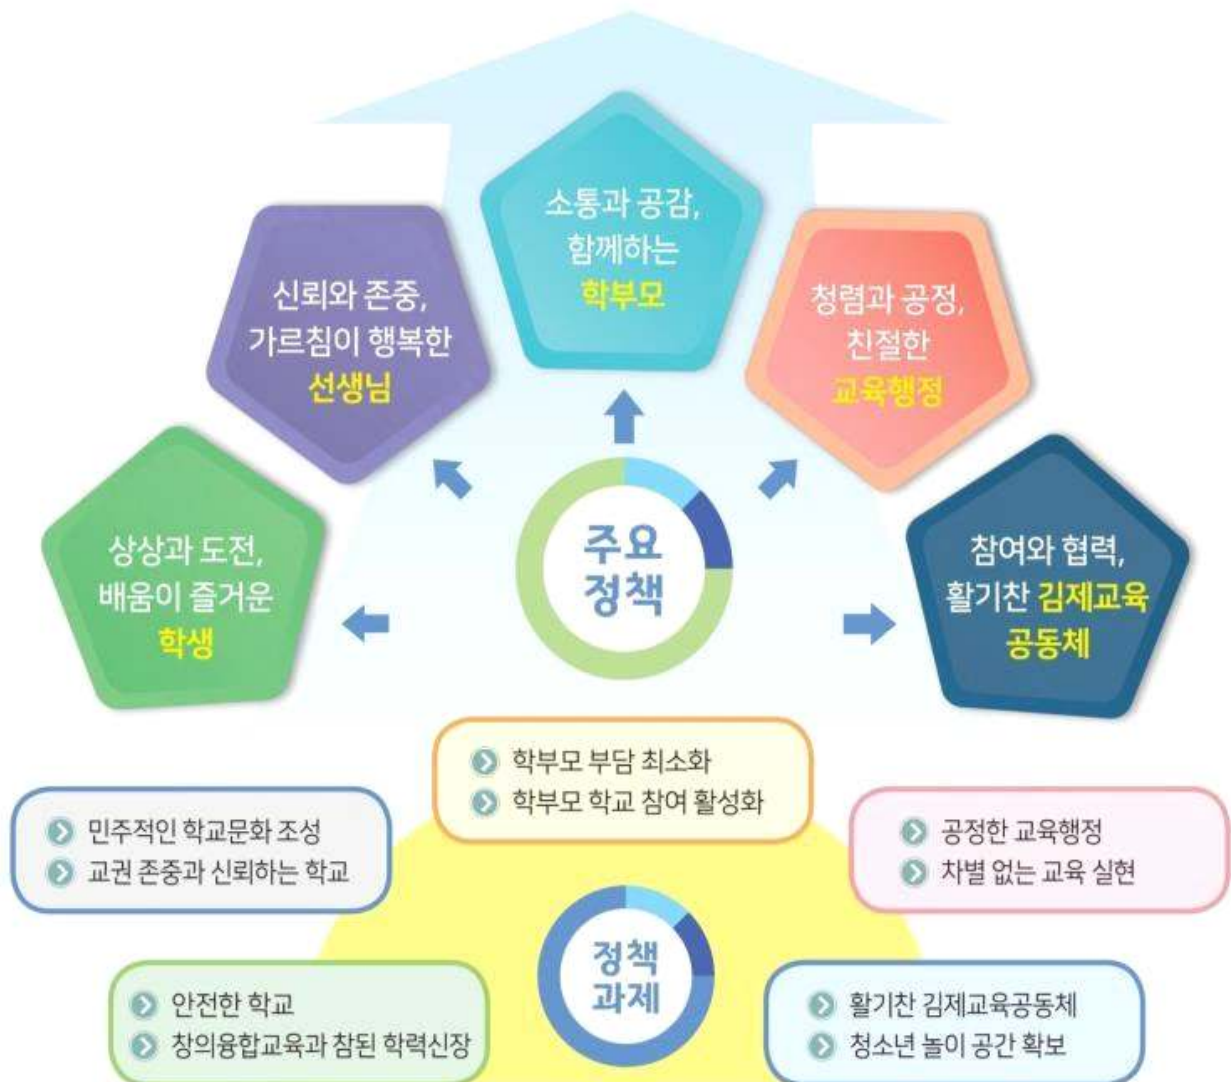 소통과 공감,
함께하는
학부모
신뢰와 존중,
가르침이 행복한
선생님
청렴과 공정,
친절한
교육행정
상상과 도전,
배움이 즐거운
학생
주요
정책
참여와 협력,
활기찬 김제교육
공동체
학부모 부담 최소화
학부모 학교 참여 활성화
민주적인 학교문화 조성
교권 존중과 신뢰하는 학교
공정한 교육행정
차별 없는 교육 실현
정책
과제
안전한 학교
창의융합교육과 참된 학력신장
활기찬 김제교육공동체
청소년 놀이 공간 확보